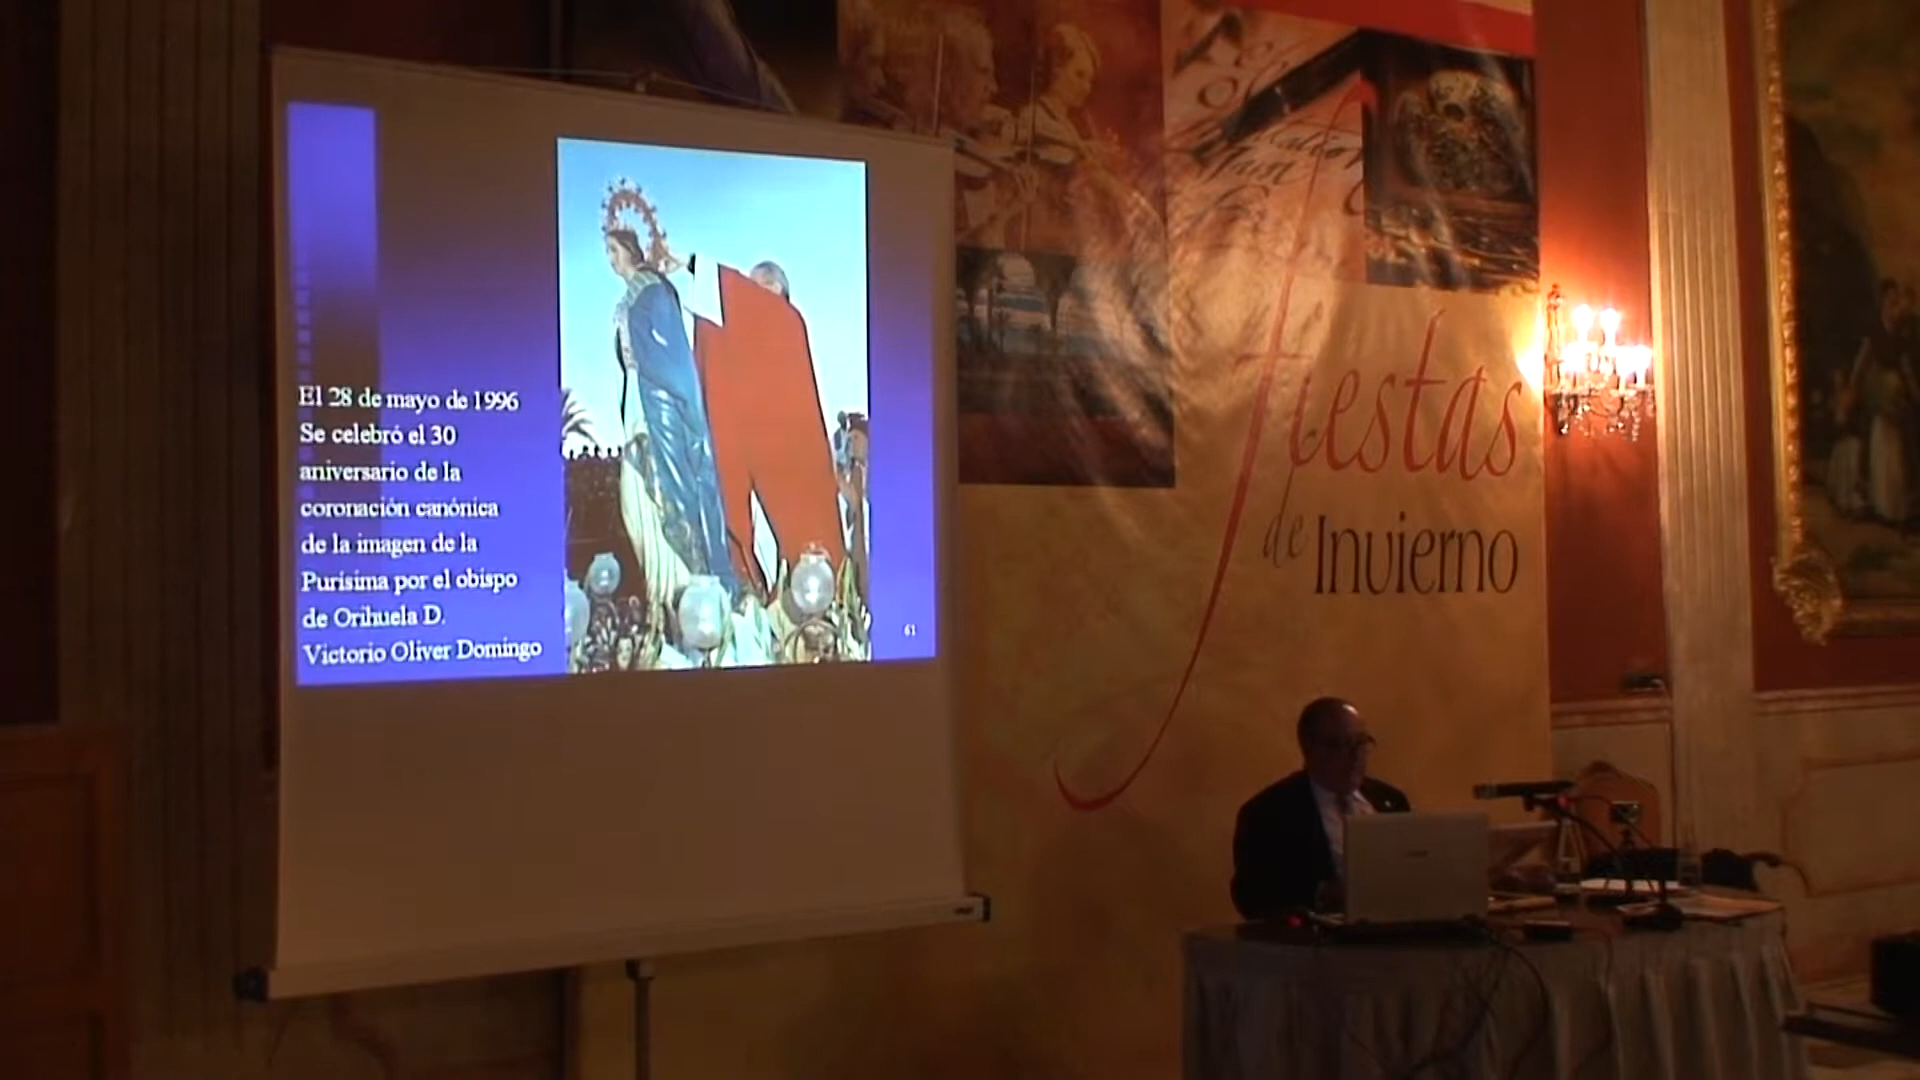 El 28 de mayo de 1996
Se celebró el 30
aniversario de la
coronación canónica
de la imagen de la
Purísima por el obispo
de Orihuela D.
Victorio Oliver Domingo
61
fiestas
de Invierno